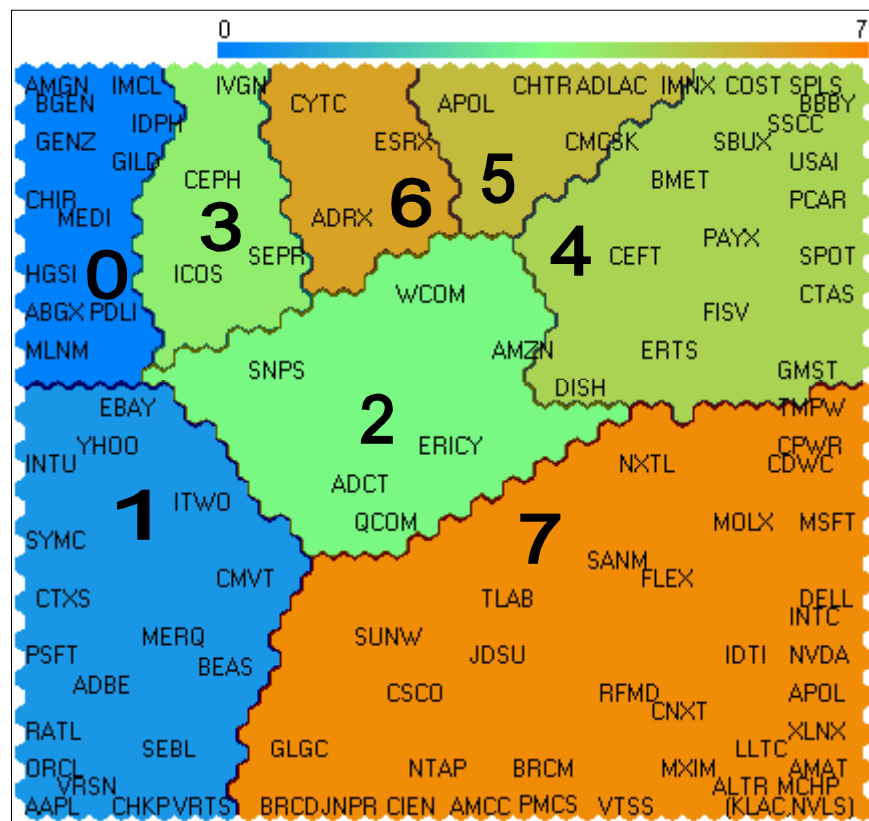 0 7
AMGN IMCL IVGN CHTR ADLAC IMNX COST SPLS
BGEN CYTC APOL BBBY
IDPH SSCC
GENZ ESRX CMCSK SBUX
GILD USAI
CEPH 5 BMET
CHIR PCAR
MEDI 3 ADRX 6
PAYX
SEPR 4 CEFT SPOT
HGSI 0 ICOS
WCOM CTAS
ABGX PDLI FISV
MLNM AMZN ERTS
SNPS GMST
DISH
EBAY TMPW
2
YHOO ERICY CPWR
INTU NXTL CDWC
ADCT
1 ITWO
QCOM MOLX MSFT
SYMC 7
SANM
CMVT FLEX
CTXS TLAB DELL
INTC
MERQ SUNW
PSFT JDSU IDTI NVDA
BEAS
ADBE CSCO RFMD APOL
CNXT
RATL XLNX
SEBL GLGC LLTC
ORCL NTAP BRCM MXIM AMAT
VRSN ALTR MCHP
AAPL CHKP VRTS BRCD JNPR CIEN AMCC PMCS VTSS (KLAC,NVLS)